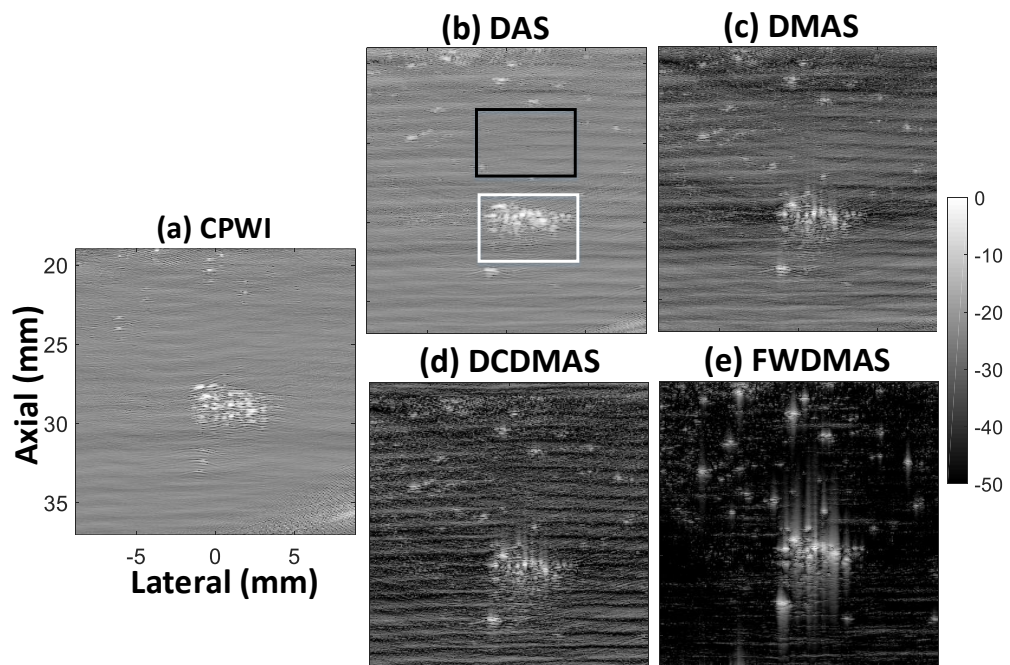 (b) DAS
(c) DMAS
(a) CPWI
20
25
30
35
Axial (mm)
-5
0
5
Lateral (mm)
(d) DCDMAS
(e) FWDMAS
0
-10
-20
-30
-40
-50